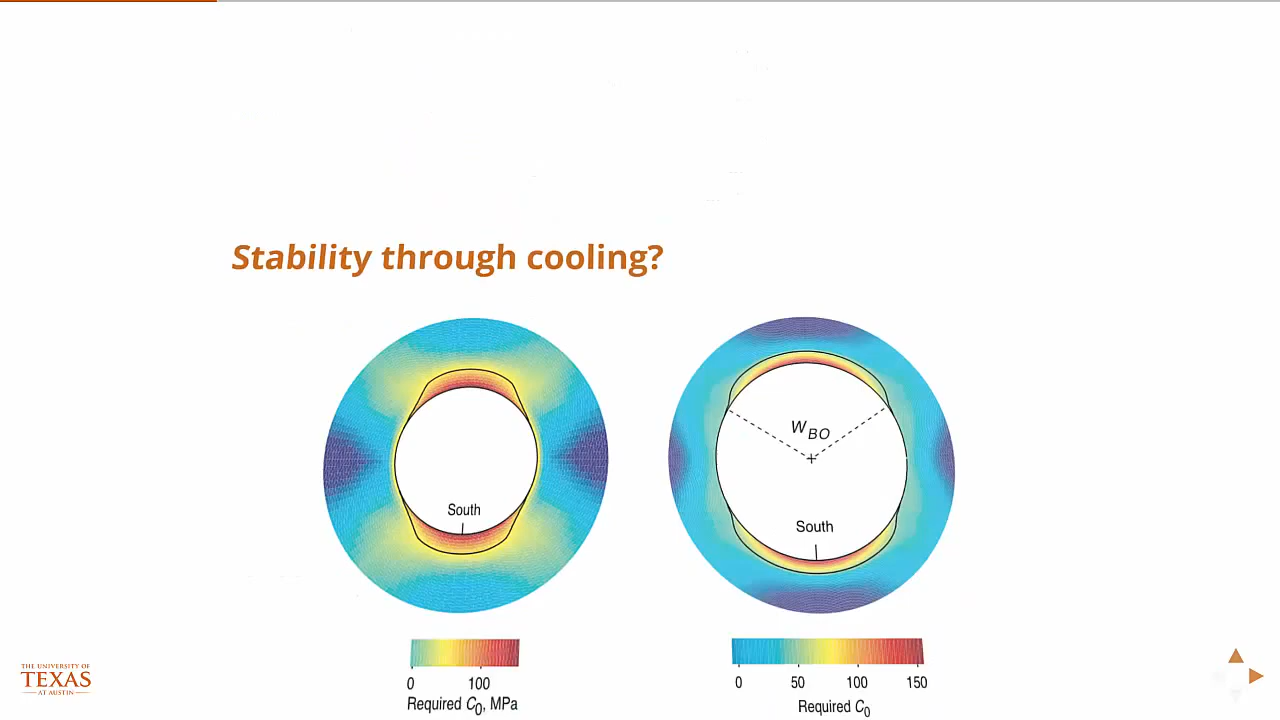 Stability through cooling?
W BO
South
South
0 100
Required C0, MPa
0 50 100 150
Required C0
THE UNIVERSITY OF
TEXAS
AT AUSTIN